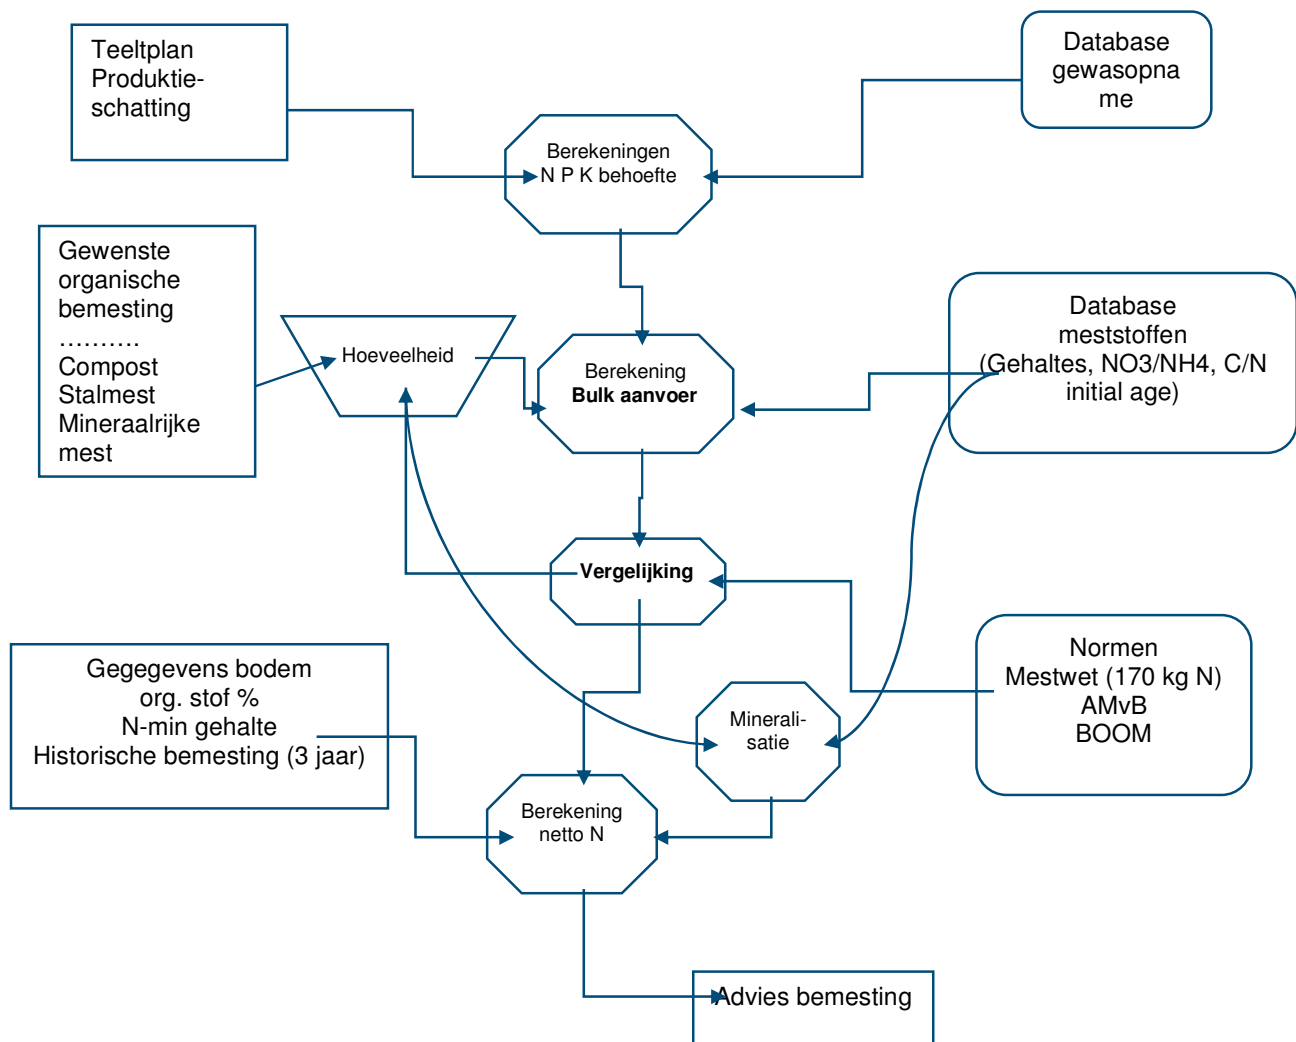 Teeltplan
Produktie-
schatting
Database
gewasopna
me
Berekeningen
N P K behoefte
Gewenste
organische
bemesting
……….
Compost
Stalmest
Mineraalrijke
mest
Hoeveelheid
Berekening
Bulk aanvoer
Database
meststoffen
(Gehaltes, NO3/NH4, C/N
initial age)
Vergelijking
Gegegevens bodem
org. stof %
N-min gehalte
Historische bemesting (3 jaar)
Minerali-
satie
Normen
Mestwet (170 kg N)
AMvB
BOOM
Berekening
netto N
Advies bemesting